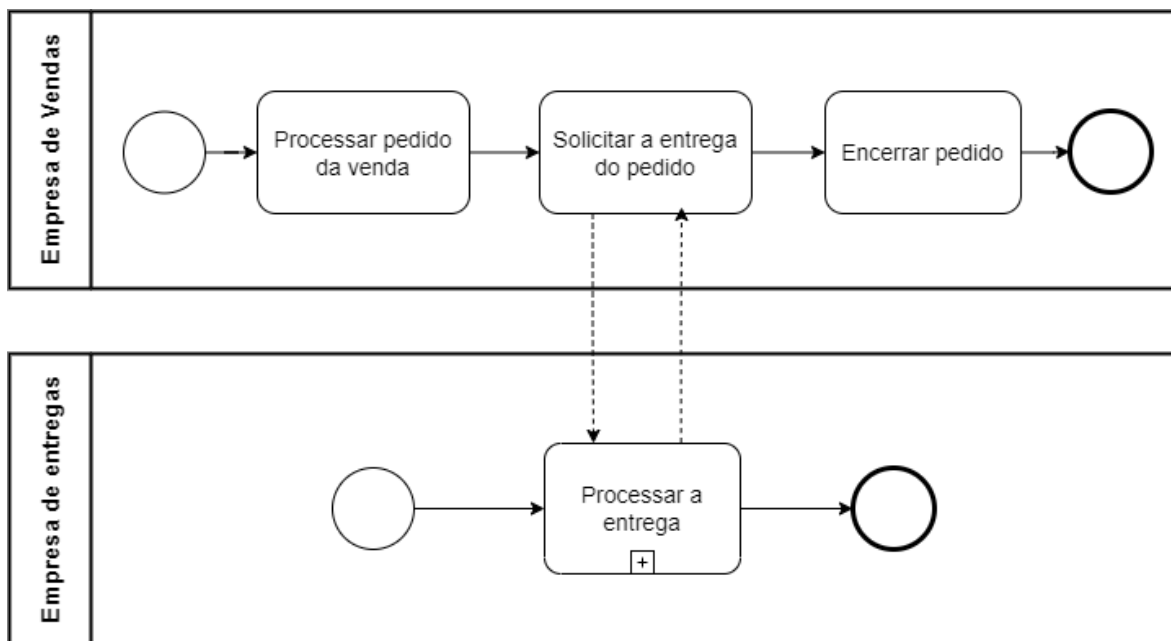 Empresa de Vendas
Processar pedido
da venda
Solicitar a entrega
do pedido
Encerrar pedido
Empresa de entregas
Processar a
entrega